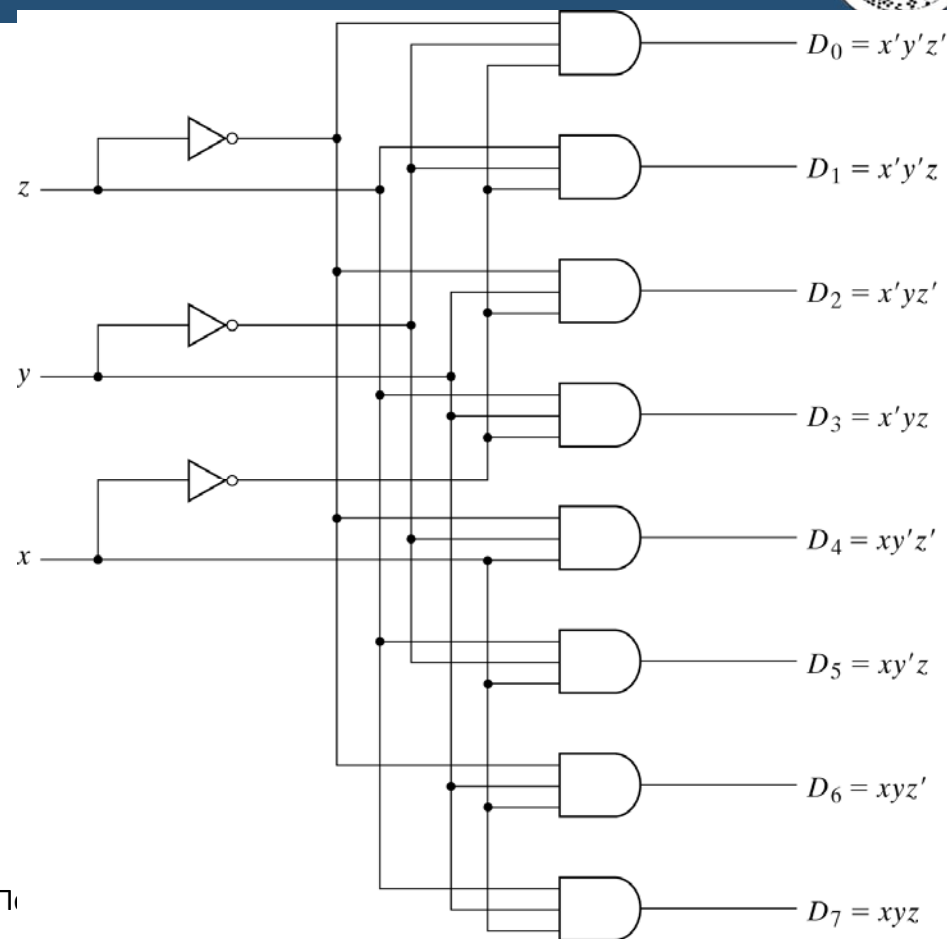 D₀ = x′y′z′
z
D₁ = x′y′z
D₂ = x′yz′
y
D₃ = x′yz
x
D₄ = xy′z′
D₅ = xy′z
D₆ = xyz′
D₇ = xyz